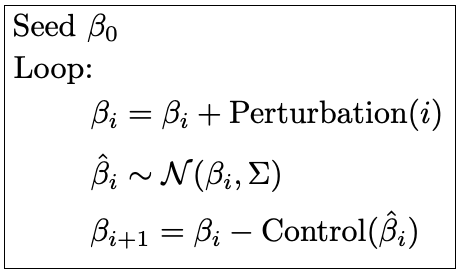 Seed β₀
Loop:
βᵢ = βᵢ + Perturbation(i)
β̂ᵢ ∼ 𝒩(βᵢ, Σ)
βᵢ₊₁ = βᵢ − Control(β̂ᵢ)